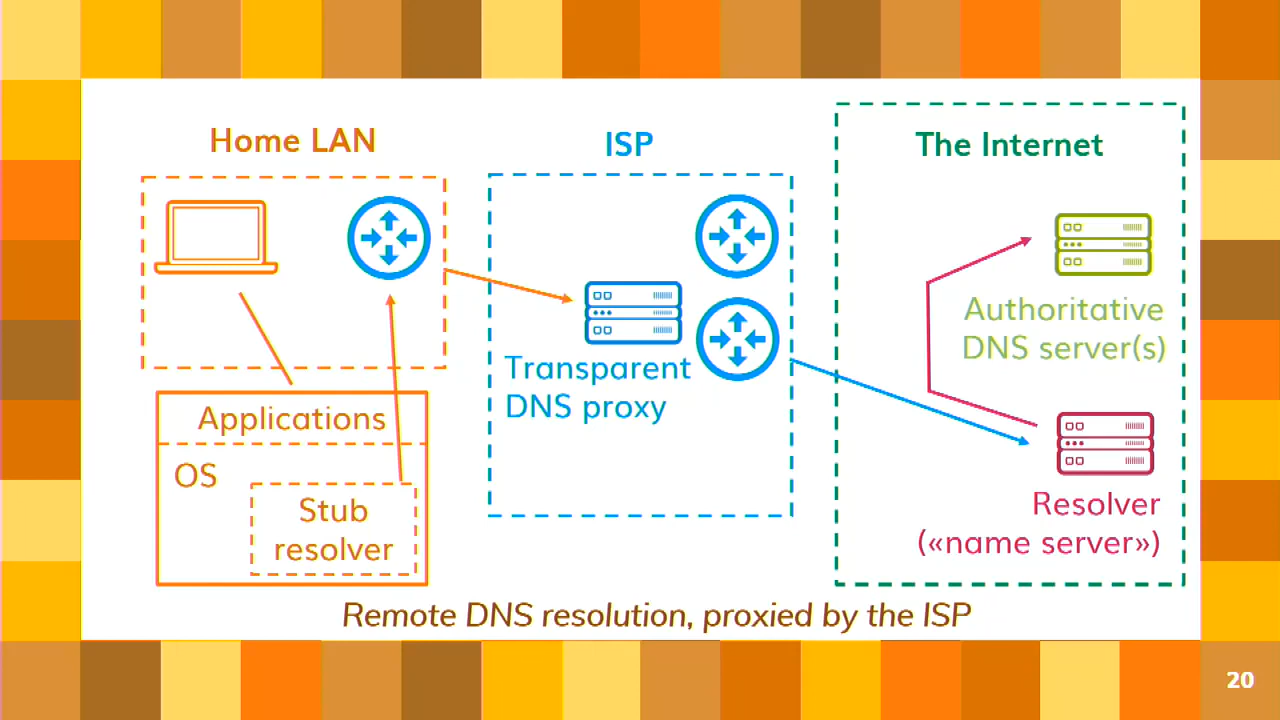 Home LAN
ISP
The Internet
Applications
OS
Stub
resolver
Transparent
DNS proxy
Authoritative
DNS server(s)
Resolver
(«name server»)
Remote DNS resolution, proxied by the ISP
20